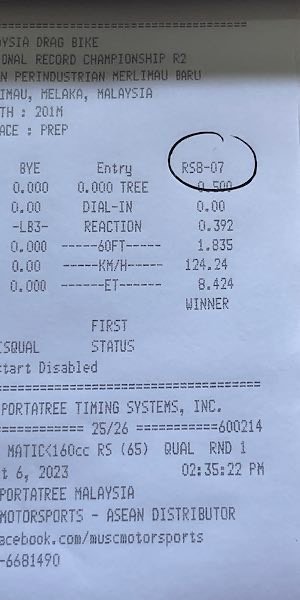 ============================
YSIA DRAG BIKE
ONAL RECORD CHAMPIONSHIP R2
N PERINDUSTRIAN MERLIMAU BARU
IMAU, MELAKA, MALAYSIA
TH : 201M
ACE : PREP
BYE Entry RSB-07
0.000 0.000 TREE 0.500
0.00 DIAL-IN 0.00
-LB3- REACTION 0.392
0.000 ------60FT------ 1.835
0.00 ------KM/H------ 124.24
0.000 -------ET------- 8.424
WINNER
FIRST
SQUAL STATUS
tart Disabled
==============================
PORTATREE TIMING SYSTEMS, INC.
=========== 25/26 ===========600214
MATIC<160cc RS (65) QUAL RND 1
t 6, 2023 02:35:22 PM
PORTATREE MALAYSIA
MOTORSPORTS - ASEAN DISTRIBUTOR
acebook.com/muscmotorsports
-6681490